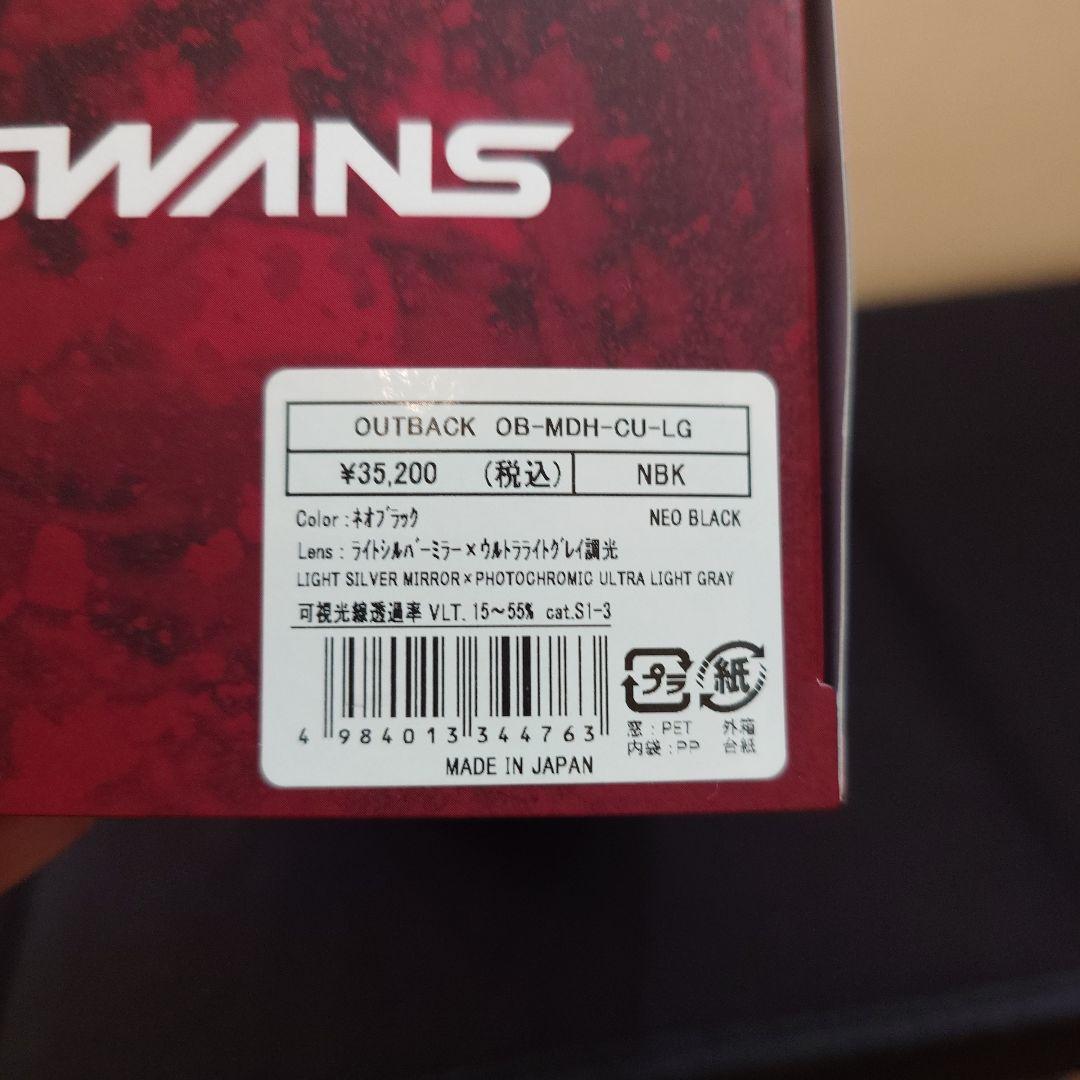 SWANS
OUTBACK OB-MDH-CU-LG
¥35,200 (税込) NBK
Color : ネオブラック NEO BLACK
Lens : ライトシルバーミラー×ウルトラライトグレイ調光
LIGHT SILVER MIRROR×PHOTOCHROMIC ULTRA LIGHT GRAY
可視光線透過率 VLT. 15~55% cat.S1-3
プラ 紙
窓 : PET 外箱
内袋 : PP 台紙
4 984013 344763
MADE IN JAPAN